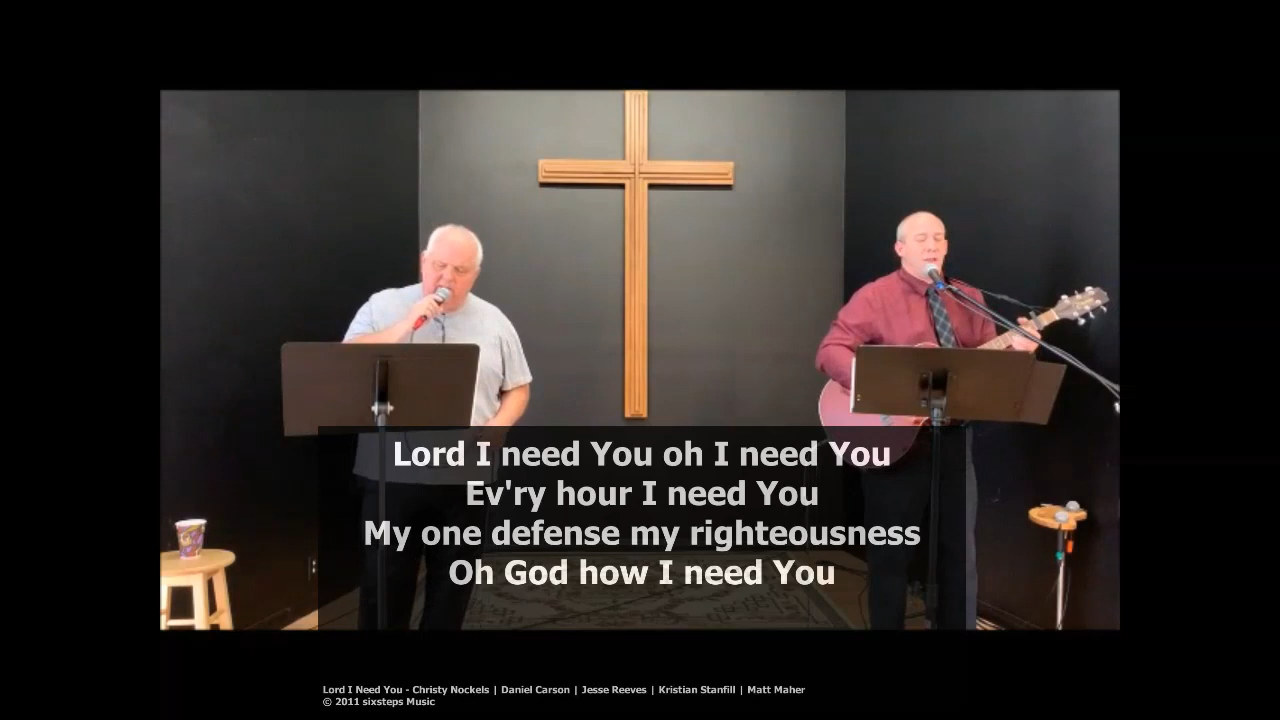 Lord I need You oh I need You
Ev'ry hour I need You
My one defense my righteousness
Oh God how I need You
Lord I Need You - Christy Nockels | Daniel Carson | Jesse Reeves | Kristian Stanfill | Matt Maher
© 2011 sixsteps Music